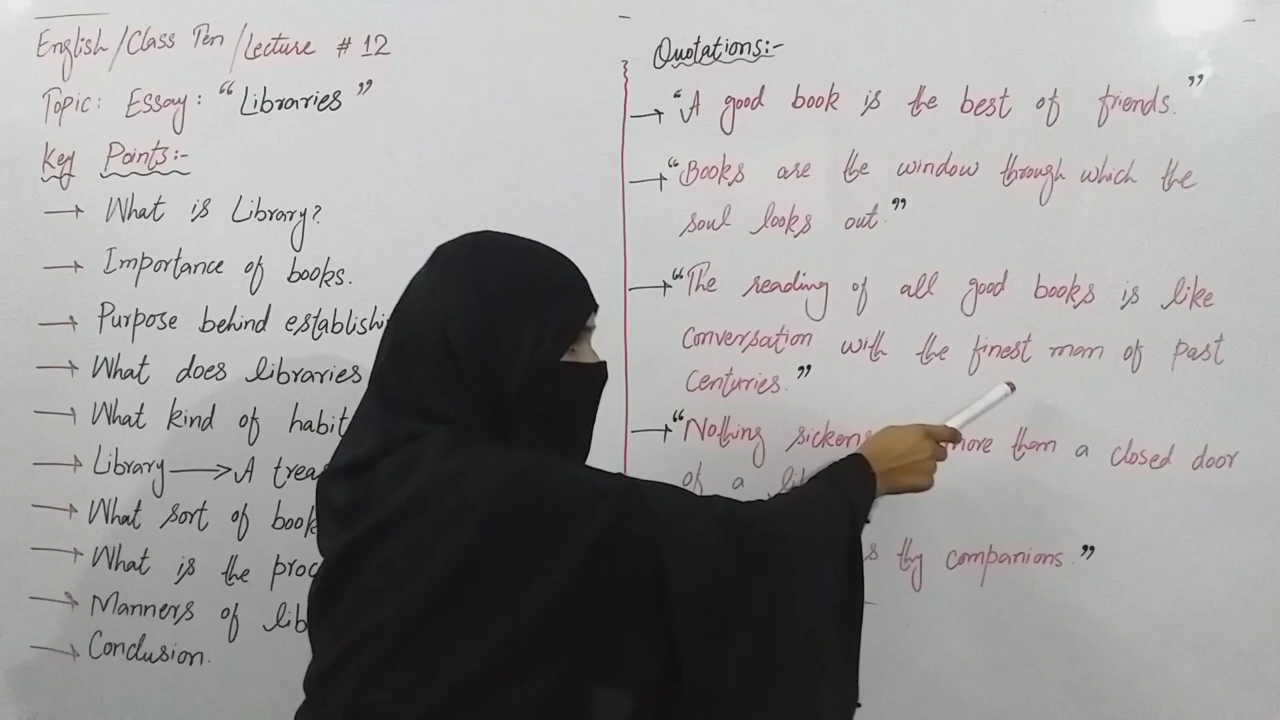 English/Class Ten/Lecture # 12
Topic: Essay: “Libraries”
Key Points:-
→ What is Library?
→ Importance of books.
→ Purpose behind
→ What does libraries
→ What kind of
→ Library → A
→ What sort of
→ What is the
→ Manners of
→ Conclusion.
Quotations:-
→ “A good book is the best of friends.”
→ “Books are the window through which the
soul looks out.”
→ “The reading of all good books is like
conversation with the finest man of past
centuries.”
→ “Nothing more than a closed door
of a
thy companions.”